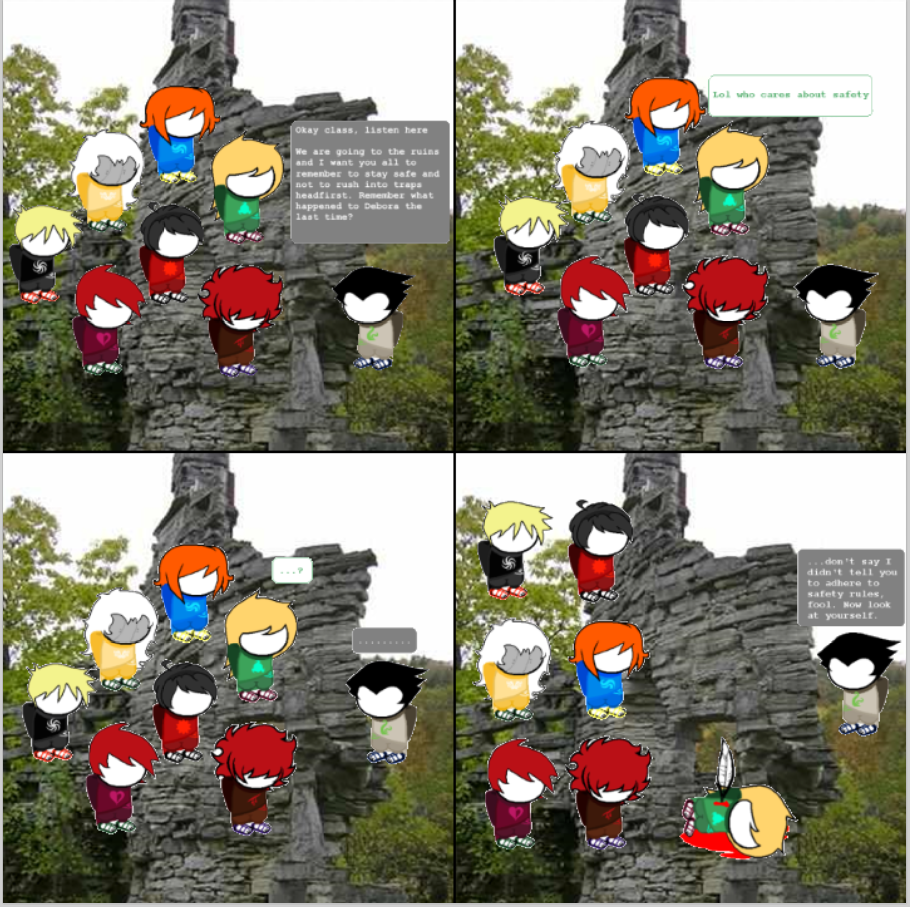 Okay class, listen here
We are going to the ruins
and I want you all to
remember to stay safe and
not to rush into traps
headfirst. Remember what
happened to Debora the
last time?
Lol who cares about safety
...?
.........
...don't say I
didn't tell you
to adhere to
safety rules,
fool. Now look
at yourself.